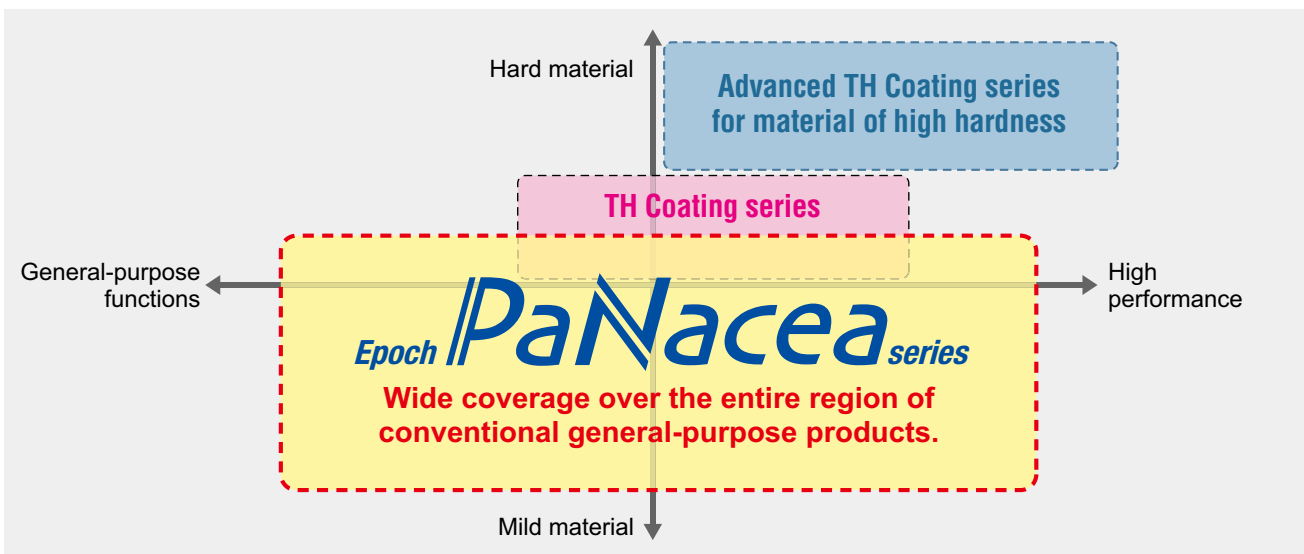 Hard material
Advanced TH Coating series
for material of high hardness
TH Coating series
General-purpose
functions
High
performance
Epoch PaNacea series
Wide coverage over the entire region of
conventional general-purpose products.
Mild material